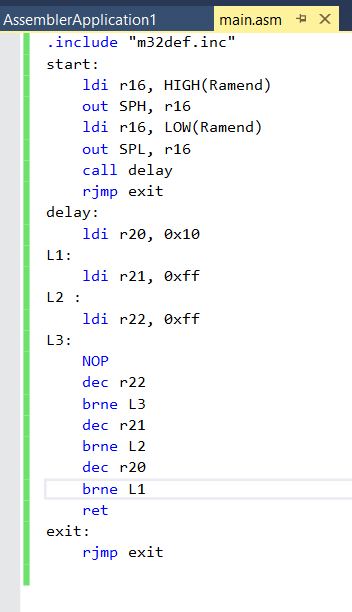 AssemblerApplication1 main.asm
.include "m32def.inc"
start:
    ldi r16, HIGH(Ramend)
    out SPH, r16
    ldi r16, LOW(Ramend)
    out SPL, r16
    call delay
    rjmp exit
delay:
    ldi r20, 0x10
L1:
    ldi r21, 0xff
L2 :
    ldi r22, 0xff
L3:
    NOP
    dec r22
    brne L3
    dec r21
    brne L2
    dec r20
    brne L1
    ret
exit:
    rjmp exit